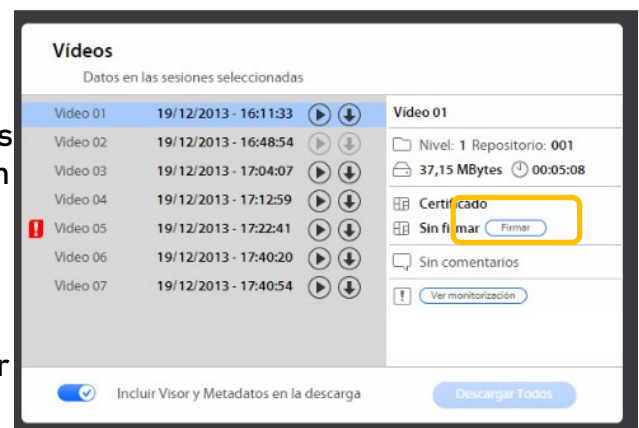 Vídeos
Datos en las sesiones seleccionadas
Video 01 19/12/2013 - 16:11:33
Video 02 19/12/2013 - 16:48:54
Video 03 19/12/2013 - 17:04:07
Video 04 19/12/2013 - 17:12:59
Video 05 19/12/2013 - 17:22:41
Video 06 19/12/2013 - 17:40:20
Video 07 19/12/2013 - 17:40:54
Vídeo 01
Nivel: 1 Repositorio: 001
37,15 MBytes 00:05:08
Certificado
Sin firmar Firmar
Sin comentarios
! Ver monitorización
Incluir Visor y Metadatos en la descarga
Descargar Todos